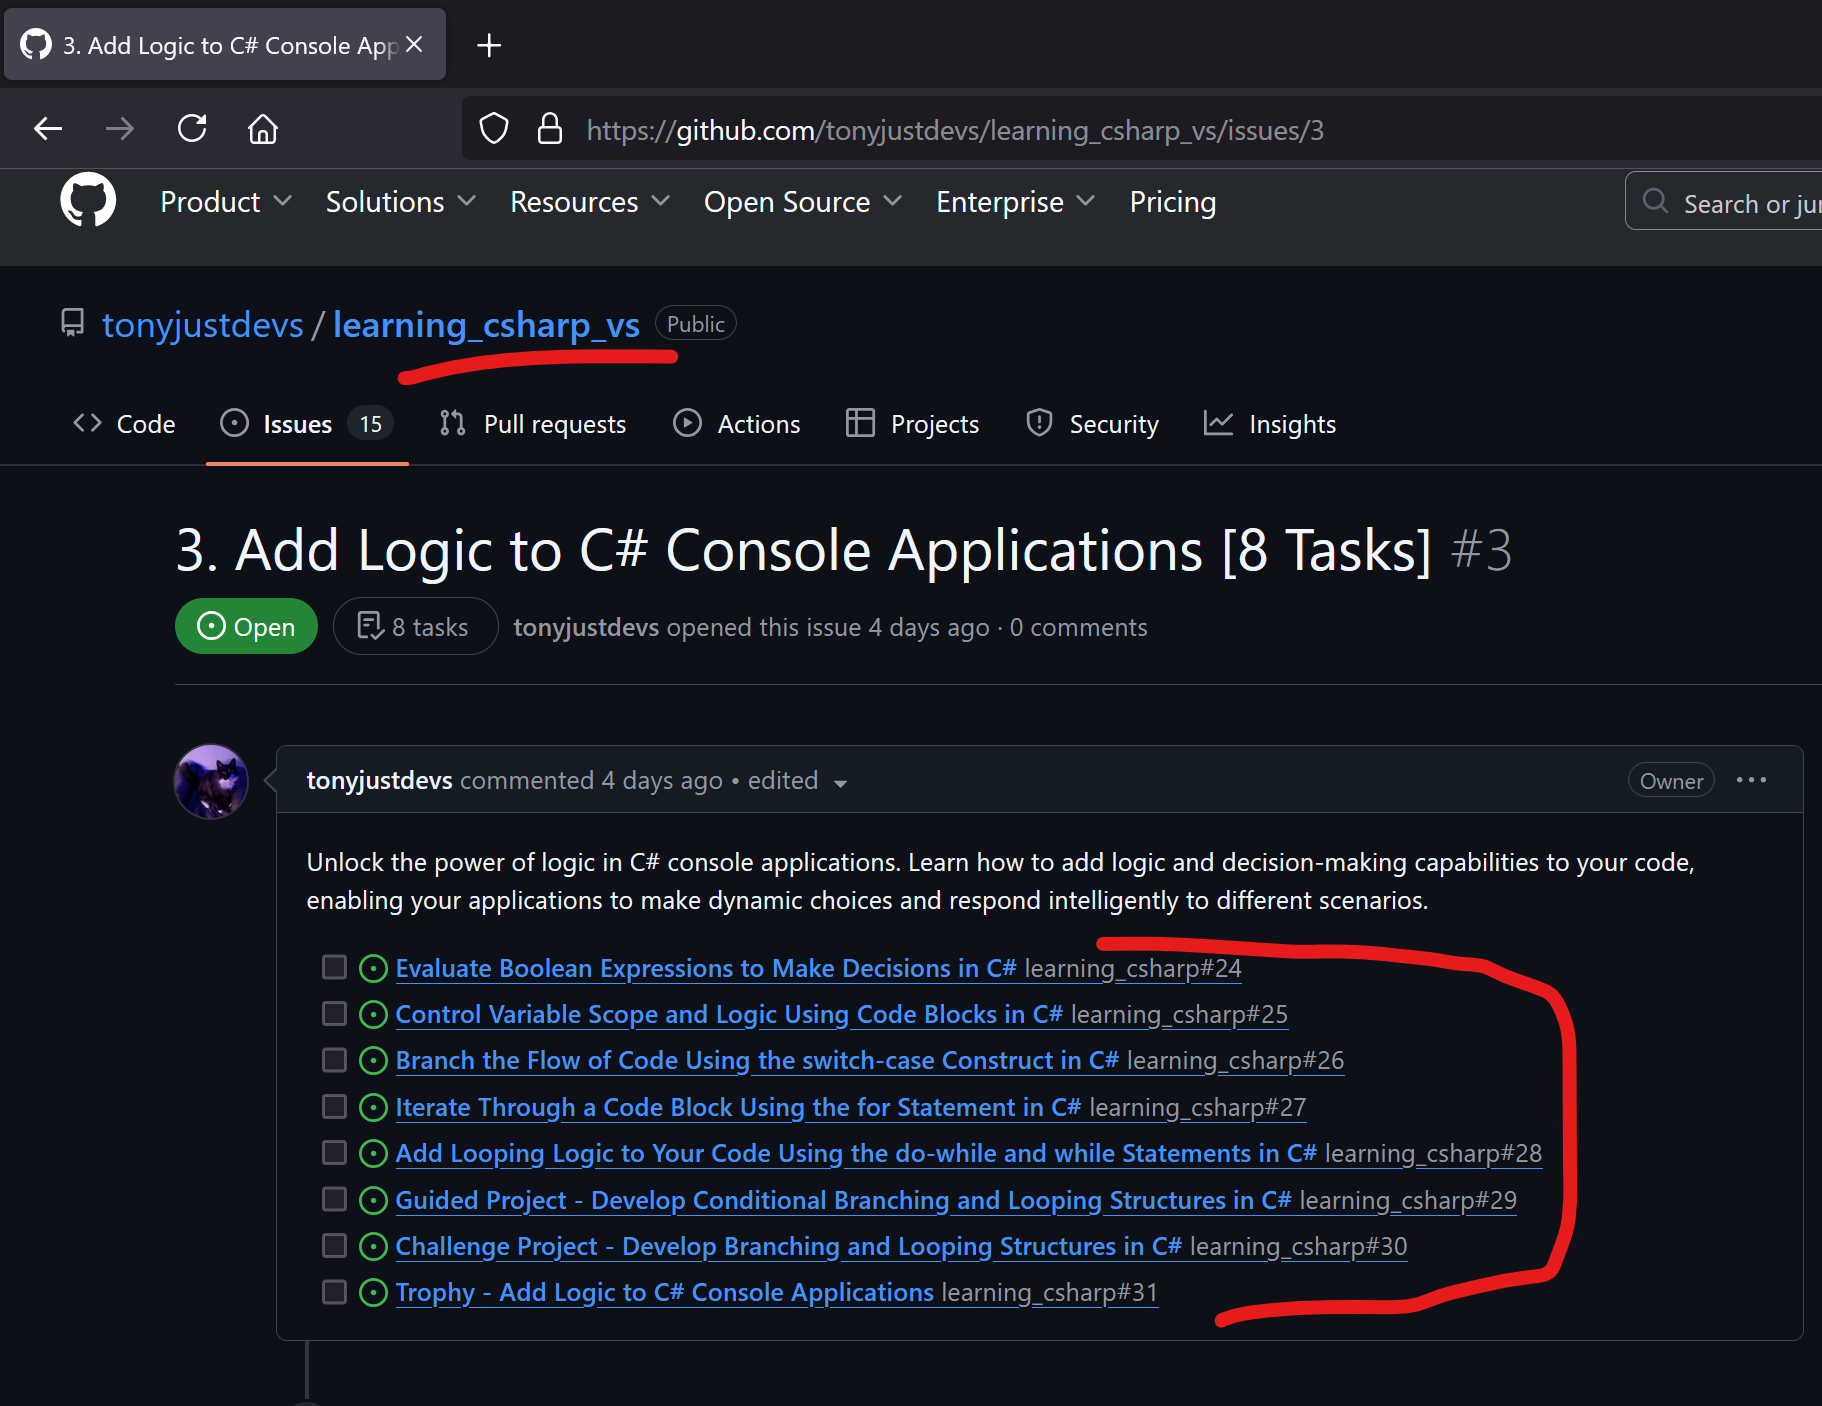 3. Add Logic to C# Console App
https://github.com/tonyjustdevs/learning_csharp_vs/issues/3
Product Solutions Resources Open Source Enterprise Pricing
Search or
tonyjustdevs / learning_csharp_vs Public
Code Issues 15 Pull requests Actions Projects Security Insights
3. Add Logic to C# Console Applications [8 Tasks] #3
Open 8 tasks tonyjustdevs opened this issue 4 days ago · 0 comments
tonyjustdevs commented 4 days ago • edited Owner
Unlock the power of logic in C# console applications. Learn how to add logic and decision-making capabilities to your code,
enabling your applications to make dynamic choices and respond intelligently to different scenarios.
Evaluate Boolean Expressions to Make Decisions in C# learning_csharp#24
Control Variable Scope and Logic Using Code Blocks in C# learning_csharp#25
Branch the Flow of Code Using the switch-case Construct in C# learning_csharp#26
Iterate Through a Code Block Using the for Statement in C# learning_csharp#27
Add Looping Logic to Your Code Using the do-while and while Statements in C# learning_csharp#28
Guided Project - Develop Conditional Branching and Looping Structures in C# learning_csharp#29
Challenge Project - Develop Branching and Looping Structures in C# learning_csharp#30
Trophy - Add Logic to C# Console Applications learning_csharp#31